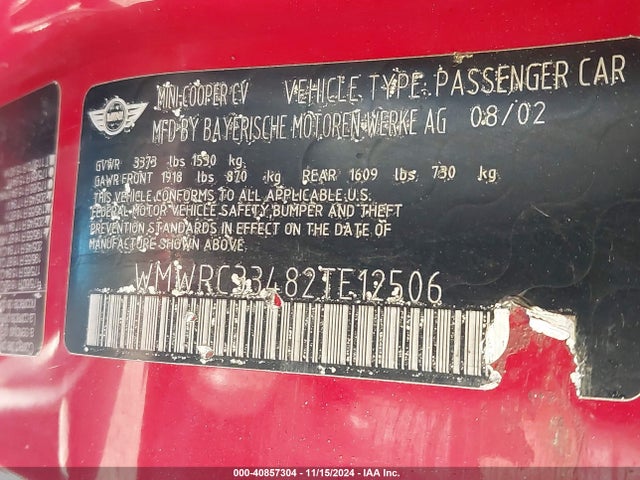 MINI
MINI COOPER CV VEHICLE TYPE: PASSENGER CAR
MFD BY BAYERISCHE MOTOREN WERKE AG 08/02
GVWR 3373 lbs 1530 kg
GAWR FRONT 1918 lbs 870 kg REAR 1609 lbs 730 kg
THIS VEHICLE CONFORMS TO ALL APPLICABLE U.S.
FEDERAL MOTOR VEHICLE SAFETY, BUMPER AND THEFT
PREVENTION STANDARDS IN EFFECT ON THE DATE
OF MANUFACTURE SHOWN ABOVE.
WMWRC33482TE12506
000-40857304 - 11/15/2024 - IAA Inc.